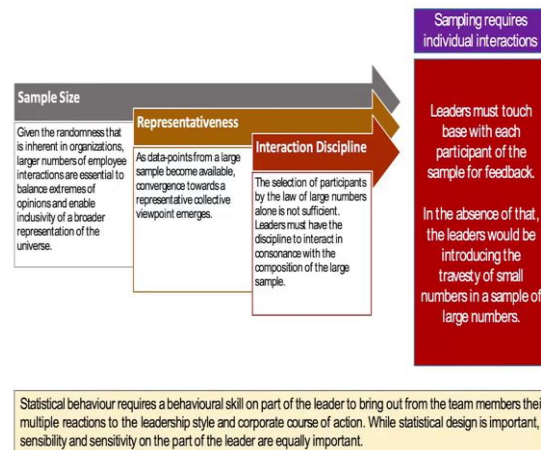 Sampling requires
individual interactions
Sample Size
Given the randomness that
is inherent in organizations,
larger numbers of employee
interactions are essential to
balance extremes of
opinions and enable
inclusivity of a broader
representation of the
universe.
Representativeness
As data-points from a large
sample become available,
convergence towards a
representative collective
viewpoint emerges.
Interaction Discipline
The selection of participants
by the law of large numbers
alone is not sufficient.
Leaders must have the
discipline to interact in
consonance with the
composition of the large
sample.
Leaders must touch
base with each
participant of the
sample for feedback.
In the absence of that,
the leaders would be
introducing the
travesty of small
numbers in a sample of
large numbers.
Statistical behaviour requires a behavioural skill on part of the leader to bring out from the team members thei
multiple reactions to the leadership style and corporate course of action. While statistical design is important,
sensibility and sensitivity on the part of the leader are equally important.